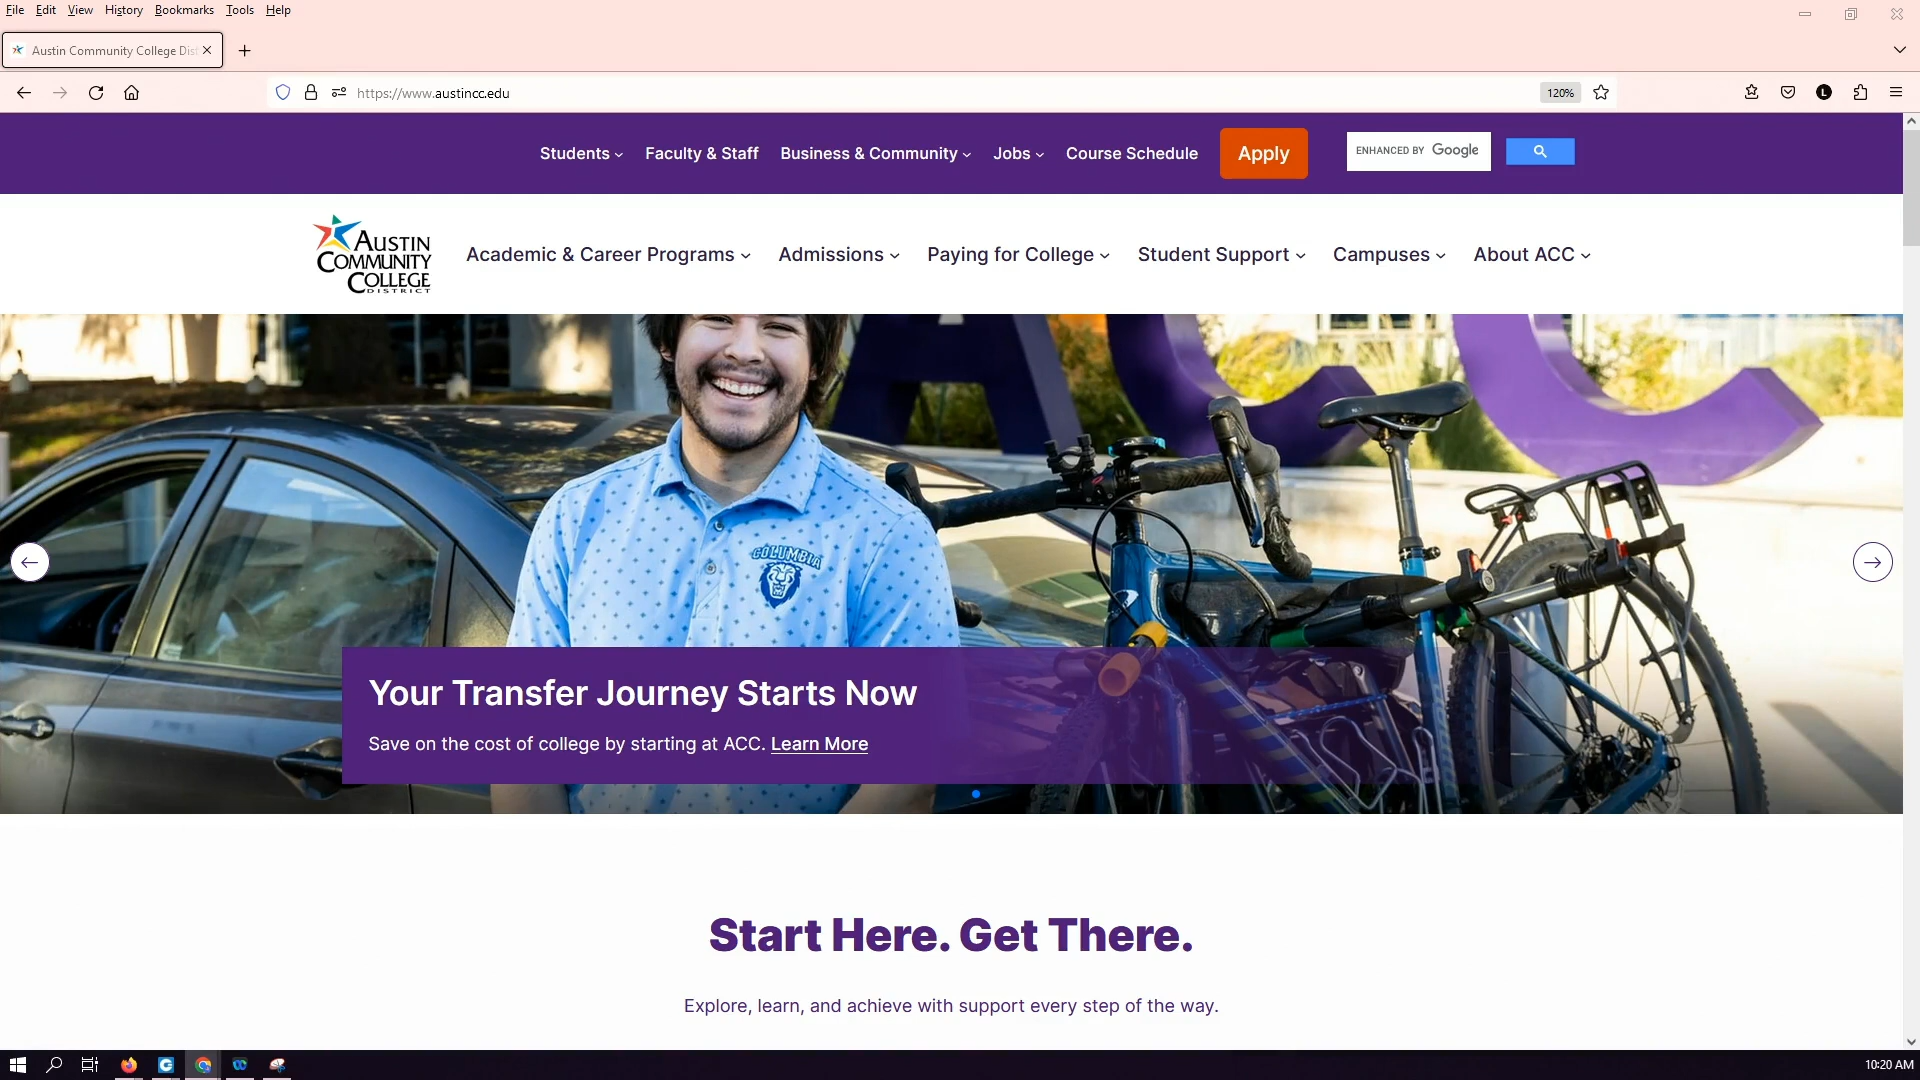 File Edit View History Bookmarks Tools Help
Austin Community College Dis
https://www.austincc.edu
120%
L
Students Faculty & Staff Business & Community Jobs Course Schedule Apply ENHANCED BY Google
AUSTIN
COMMUNITY
COLLEGE
DISTRICT
Academic & Career Programs Admissions Paying for College Student Support Campuses About ACC
ACC
COLUMBIA
Your Transfer Journey Starts Now
Save on the cost of college by starting at ACC. Learn More
Start Here. Get There.
Explore, learn, and achieve with support every step of the way.
10:20 AM